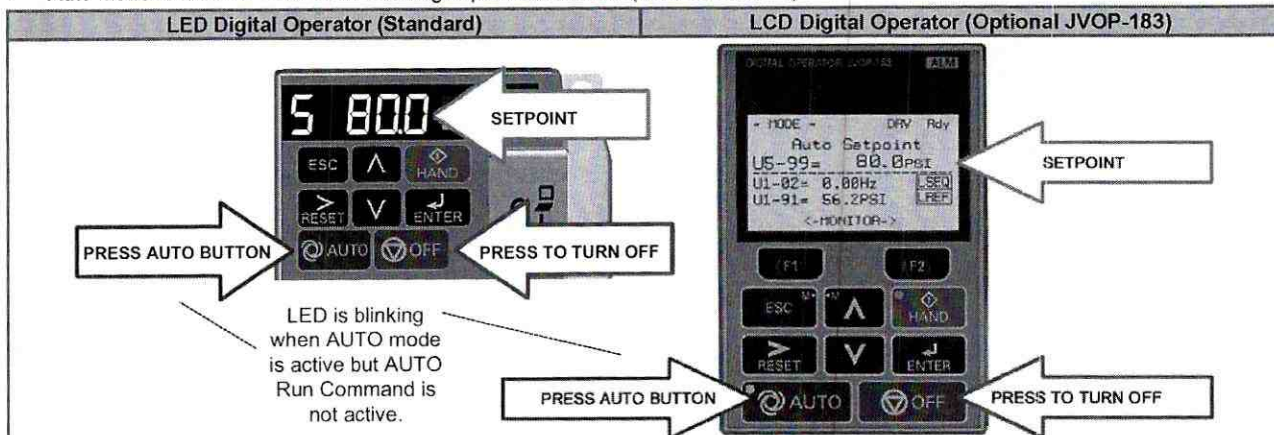 LED Digital Operator (Standard)
LCD Digital Operator (Optional JVOP-183)
S 80.0
SETPOINT
ESC
HAND
RESET
ENTER
AUTO
OFF
PRESS AUTO BUTTON
PRESS TO TURN OFF
LED is blinking
when AUTO mode
is active but AUTO
Run Command is
not active.
DIGITAL OPERATOR JVOP-183 ALM
- MODE - DRV Rdy
Auto Setpoint
U5-99= 80.0PSI
U1-02= 0.00Hz LSEQ
U1-91= 56.2PSI LREF
<-MONITOR->
SETPOINT
F1 F2
ESC M M
HAND
RESET
ENTER
AUTO
OFF
PRESS AUTO BUTTON
PRESS TO TURN OFF